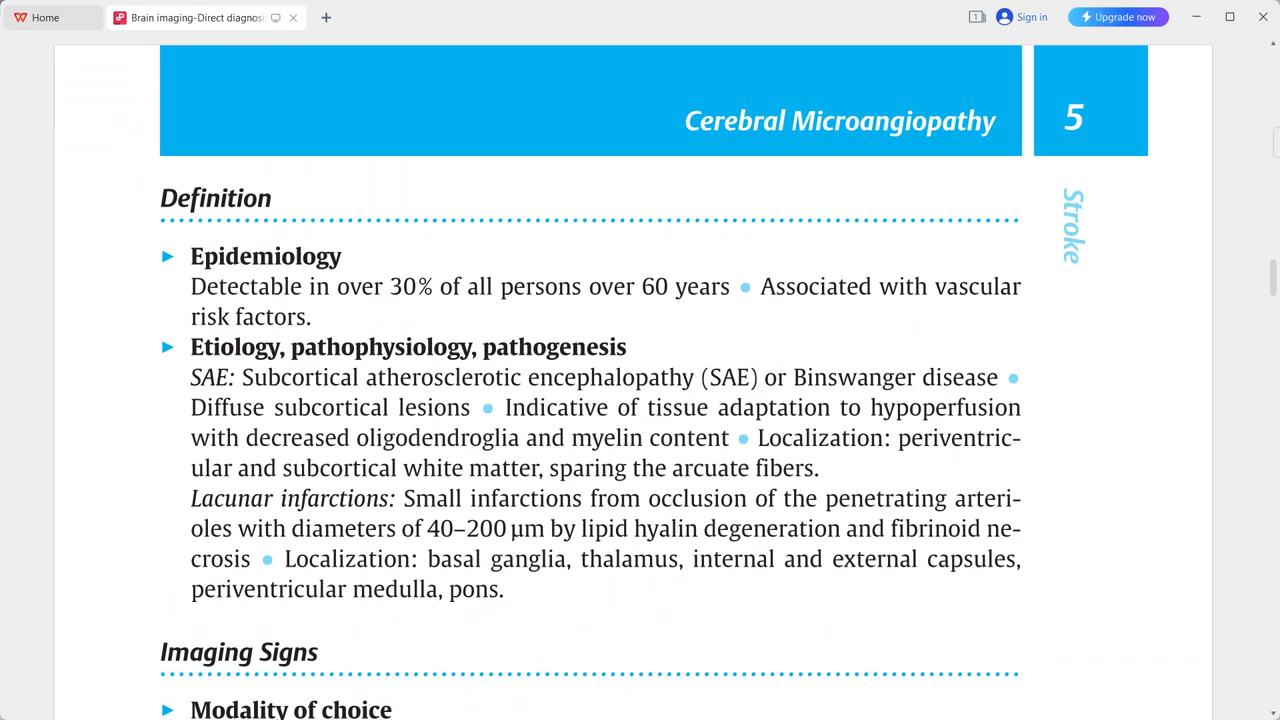 Home
Brain imaging-Direct diagnosi
1
Sign in
Upgrade now
Cerebral Microangiopathy
5
Stroke
Definition
Epidemiology
Detectable in over 30% of all persons over 60 years • Associated with vascular
risk factors.
Etiology, pathophysiology, pathogenesis
SAE: Subcortical atherosclerotic encephalopathy (SAE) or Binswanger disease •
Diffuse subcortical lesions • Indicative of tissue adaptation to hypoperfusion
with decreased oligodendroglia and myelin content • Localization: periventric-
ular and subcortical white matter, sparing the arcuate fibers.
Lacunar infarctions: Small infarctions from occlusion of the penetrating arteri-
oles with diameters of 40–200 µm by lipid hyalin degeneration and fibrinoid ne-
crosis • Localization: basal ganglia, thalamus, internal and external capsules,
periventricular medulla, pons.
Imaging Signs
Modality of choice